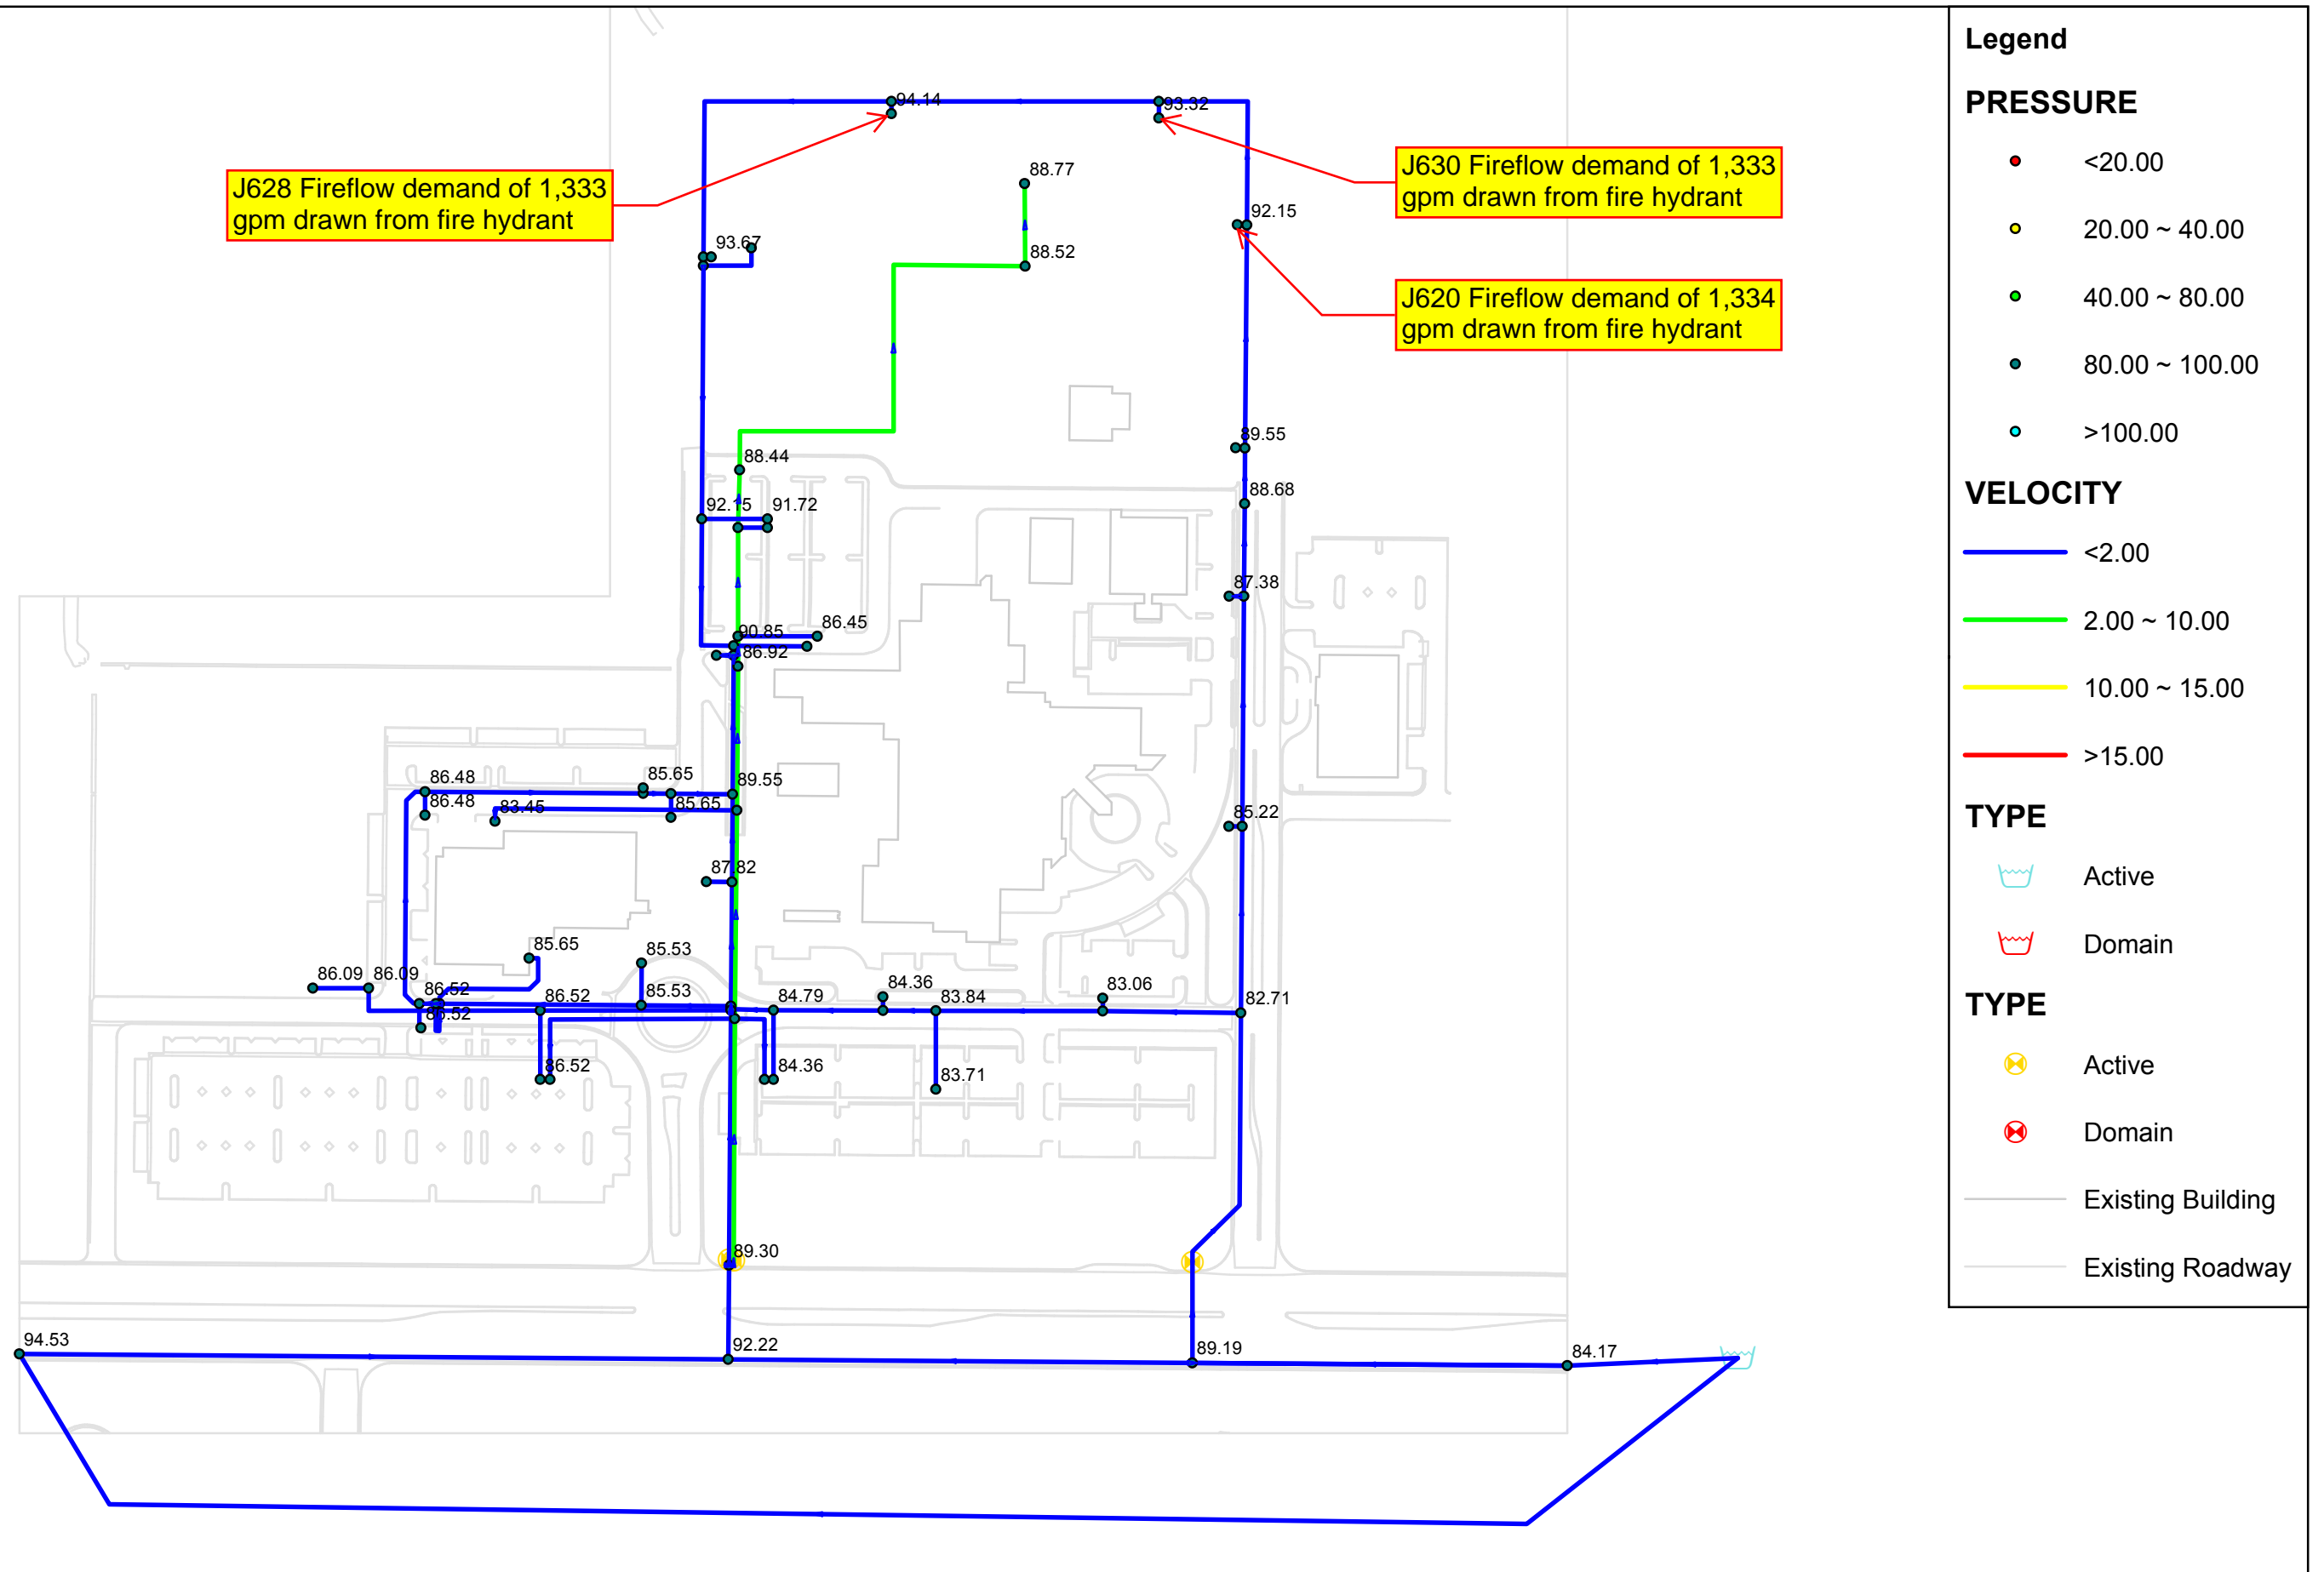 94.14
93.32
J628 Fireflow demand of 1,333
gpm drawn from fire hydrant
J630 Fireflow demand of 1,333
gpm drawn from fire hydrant
88.77
92.15
93.67
88.52
J620 Fireflow demand of 1,334
gpm drawn from fire hydrant
89.55
88.44
88.68
92.15
91.72
87.38
90.85
86.45
86.92
86.48
85.65
89.55
86.48
83.45
85.65
85.22
87.82
85.65
85.53
86.09
86.09
86.52
86.52
85.53
84.79
84.36
83.84
83.06
82.71
86.52
86.52
84.36
83.71
89.30
94.53
92.22
89.19
84.17
Legend
PRESSURE
<20.00
20.00 ~ 40.00
40.00 ~ 80.00
80.00 ~ 100.00
>100.00
VELOCITY
<2.00
2.00 ~ 10.00
10.00 ~ 15.00
>15.00
TYPE
Active
Domain
TYPE
Active
Domain
Existing Building
Existing Roadway